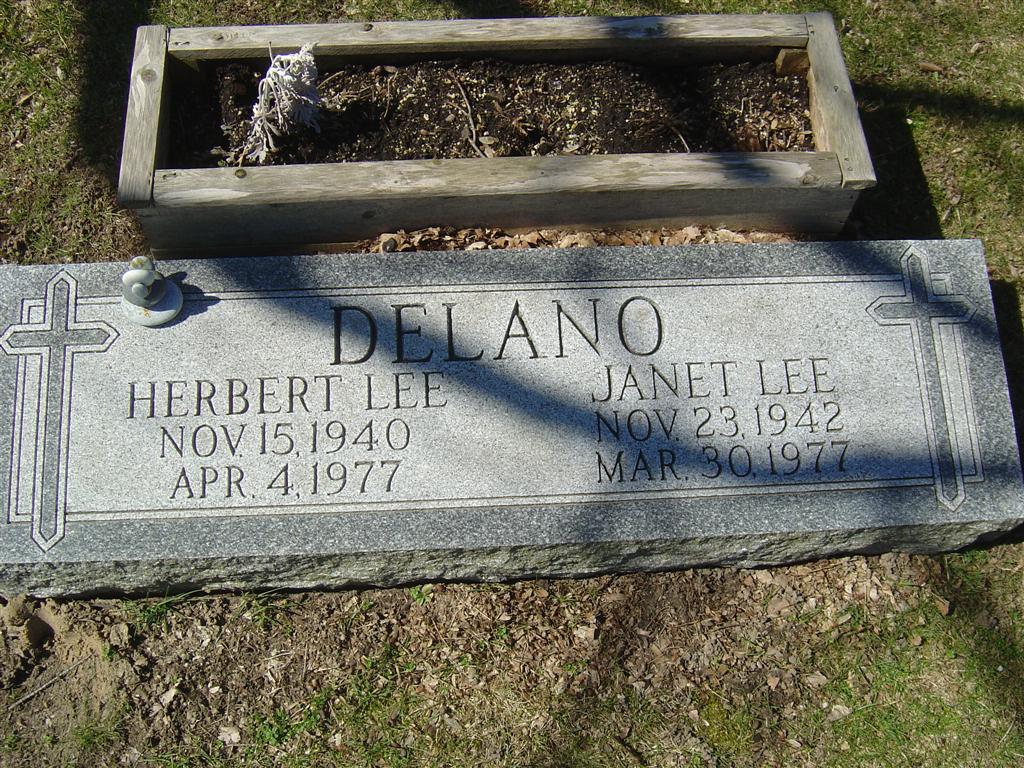 DELANO
HERBERT LEE
NOV. 15, 1940
APR. 4, 1977
JANET LEE
NOV. 23, 1942
MAR. 30, 1977